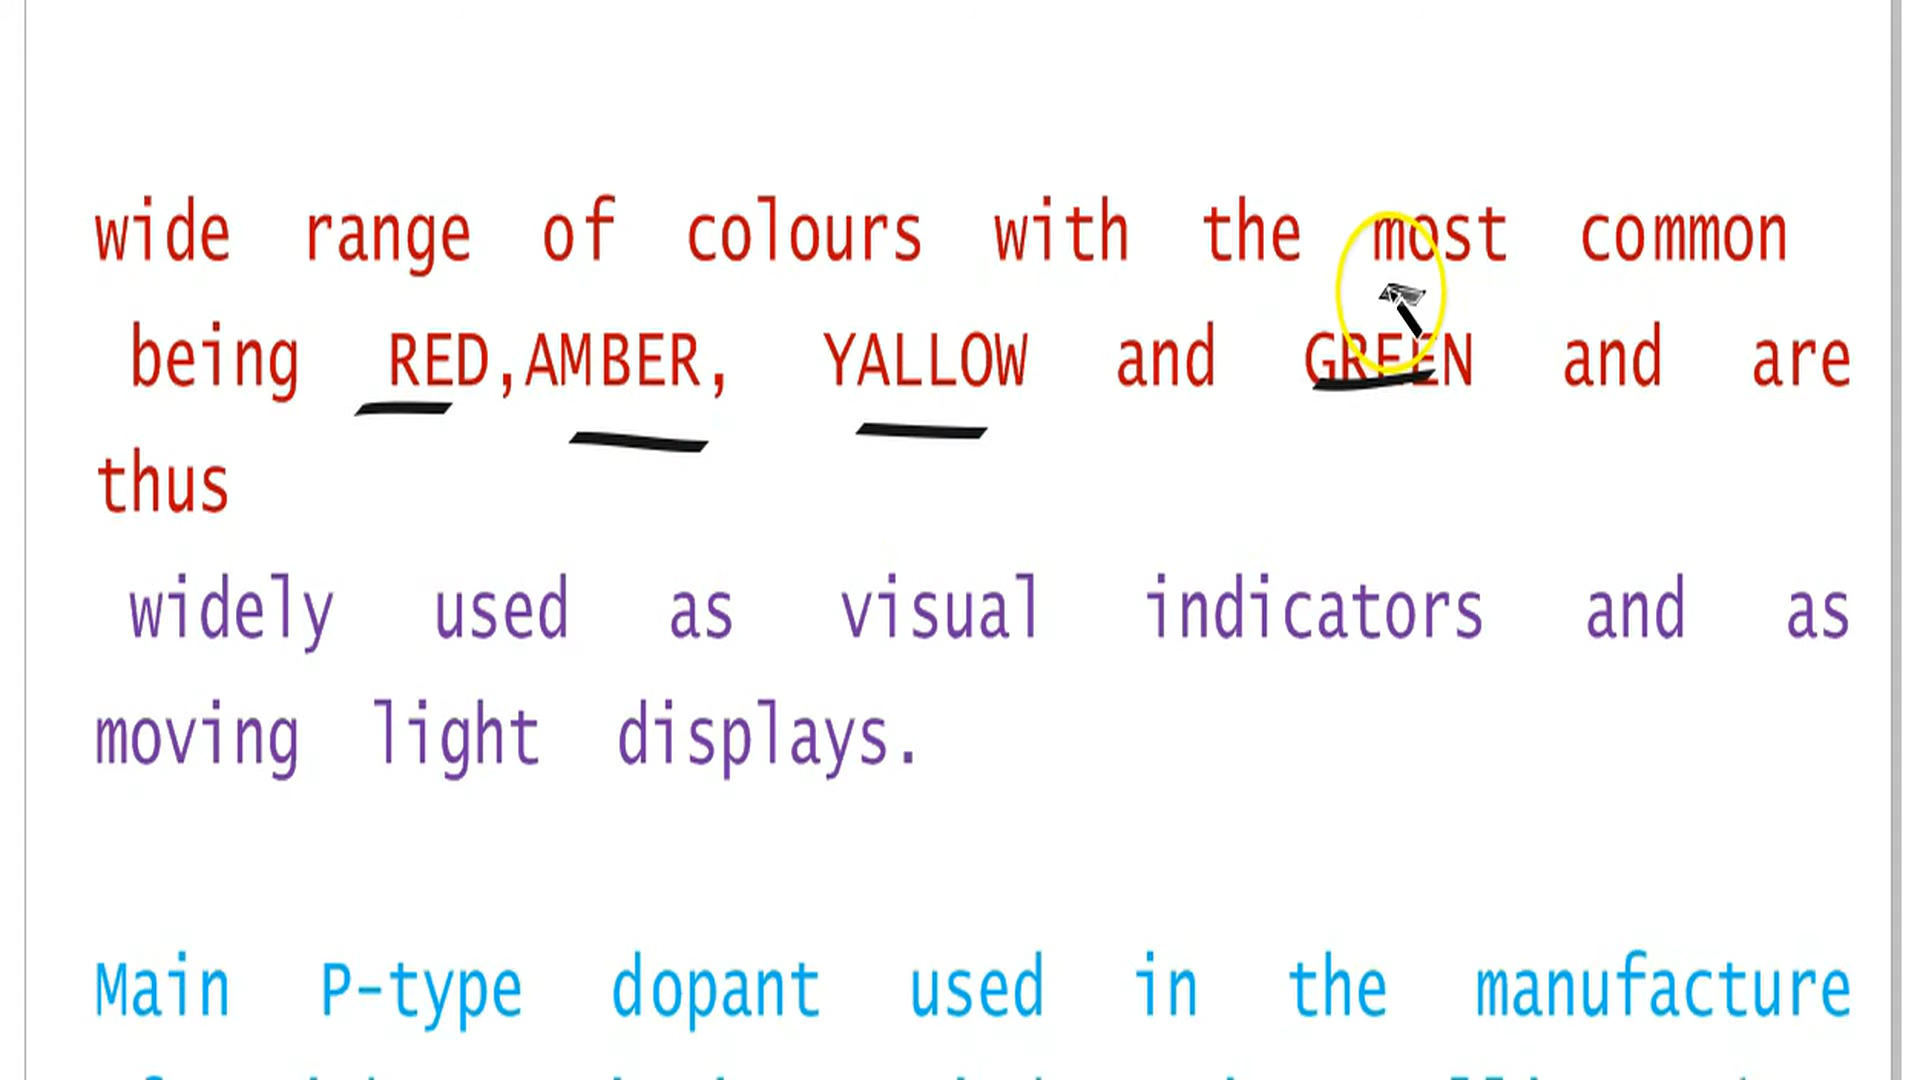 wide range of colours with the most common
being RED,AMBER, YALLOW and GREEN and are
thus
widely used as visual indicators and as
moving light displays.
Main P-type dopant used in the manufacture